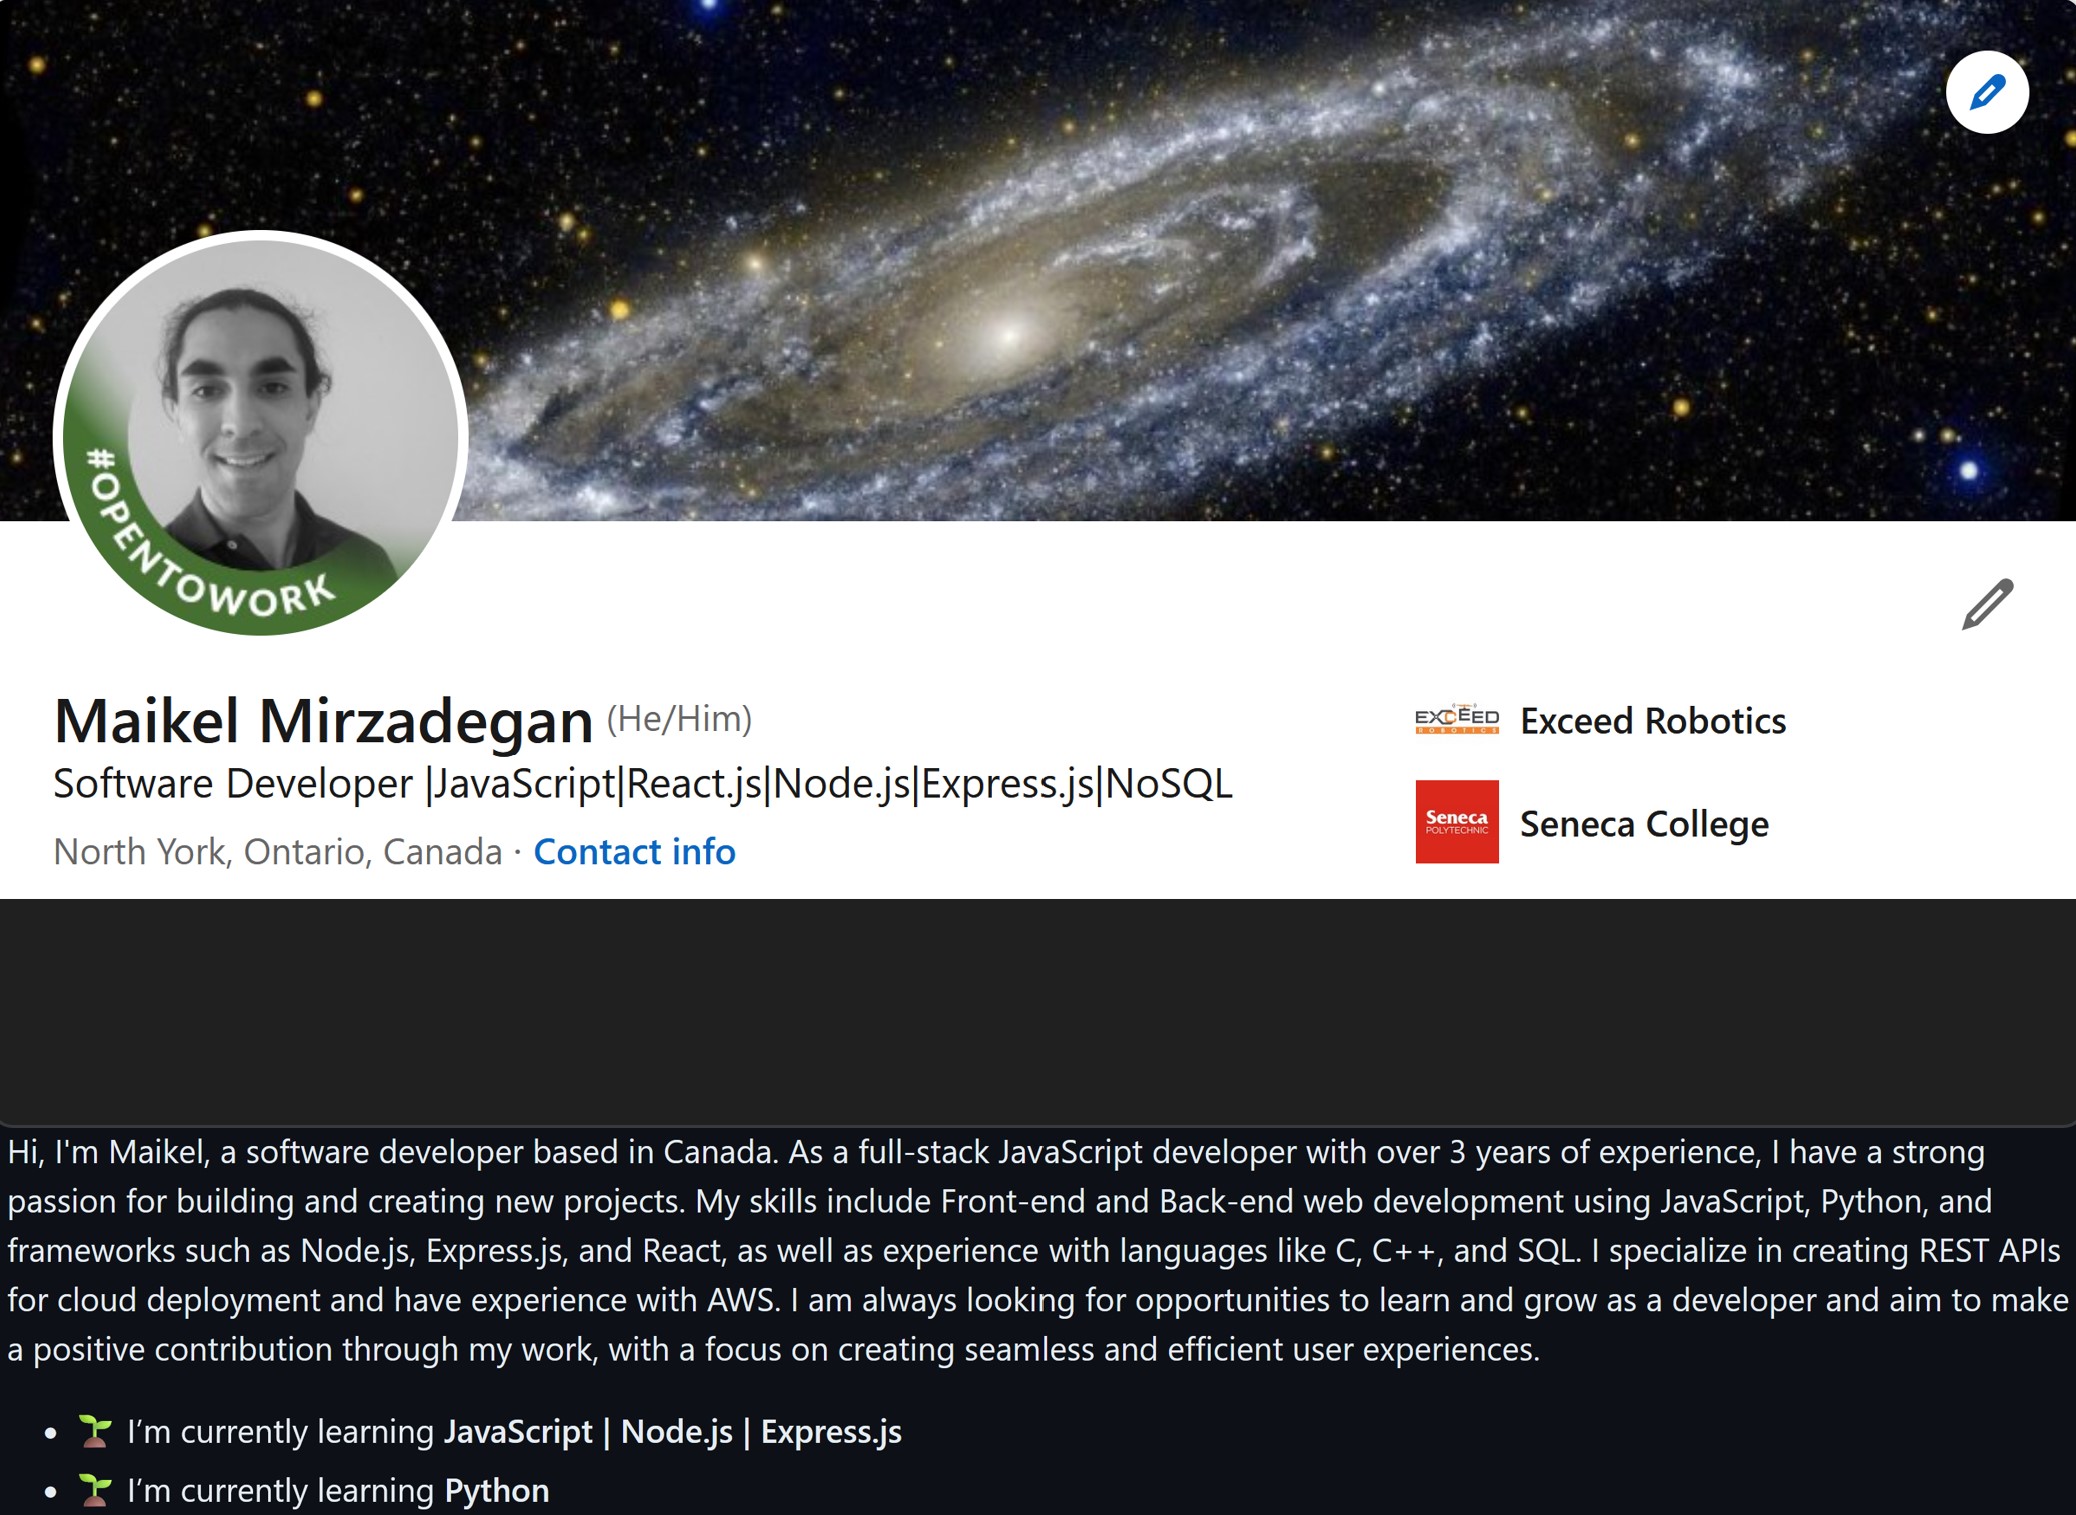 #OPENTOWORK
Maikel Mirzadegan (He/Him)
Software Developer |JavaScript|React.js|Node.js|Express.js|NoSQL
North York, Ontario, Canada · Contact info
EXCEED
ROBOTICS
Exceed Robotics
Seneca
POLYTECHNIC
Seneca College
Hi, I'm Maikel, a software developer based in Canada. As a full-stack JavaScript developer with over 3 years of experience, I have a strong
passion for building and creating new projects. My skills include Front-end and Back-end web development using JavaScript, Python, and
frameworks such as Node.js, Express.js, and React, as well as experience with languages like C, C++, and SQL. I specialize in creating REST APIs
for cloud deployment and have experience with AWS. I am always looking for opportunities to learn and grow as a developer and aim to make
a positive contribution through my work, with a focus on creating seamless and efficient user experiences.
• 🌱 I’m currently learning JavaScript | Node.js | Express.js
• 🌱 I’m currently learning Python